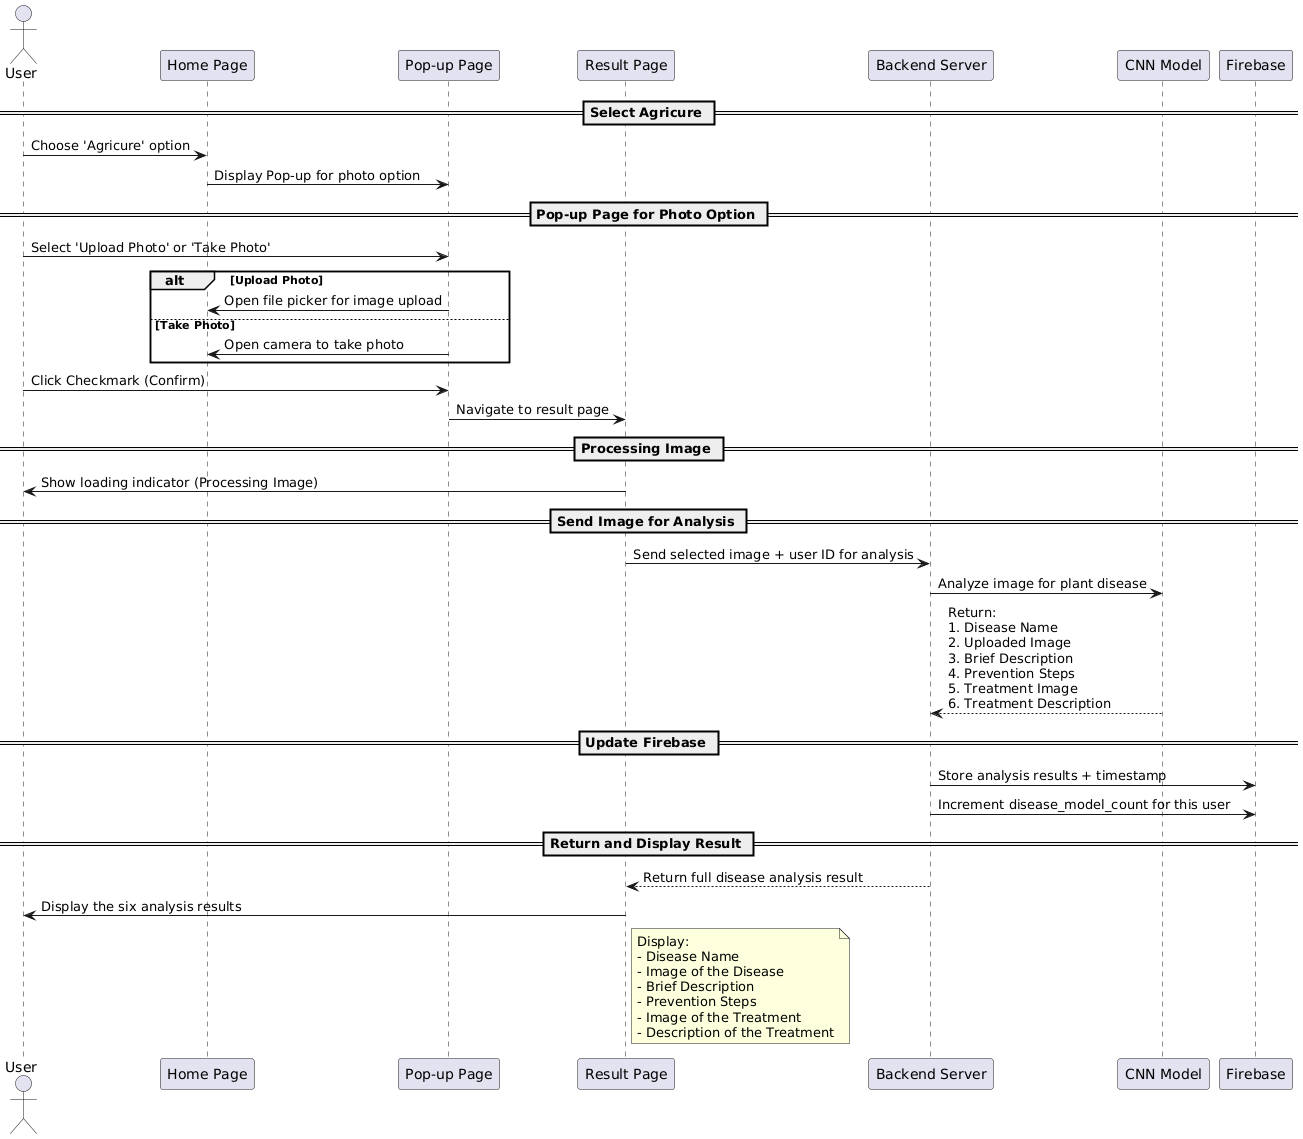 User
Home Page
Pop-up Page
Result Page
Backend Server
CNN Model
Firebase
Select Agricure
Choose 'Agricure' option
Display Pop-up for photo option
Pop-up Page for Photo Option
Select 'Upload Photo' or 'Take Photo'
alt
[Upload Photo]
Open file picker for image upload
[Take Photo]
Open camera to take photo
Click Checkmark (Confirm)
Navigate to result page
Processing Image
Show loading indicator (Processing Image)
Send Image for Analysis
Send selected image + user ID for analysis
Analyze image for plant disease
Return:
1. Disease Name
2. Uploaded Image
3. Brief Description
4. Prevention Steps
5. Treatment Image
6. Treatment Description
Update Firebase
Store analysis results + timestamp
Increment disease_model_count for this user
Return and Display Result
Return full disease analysis result
Display the six analysis results
Display:
- Disease Name
- Image of the Disease
- Brief Description
- Prevention Steps
- Image of the Treatment
- Description of the Treatment
User
Home Page
Pop-up Page
Result Page
Backend Server
CNN Model
Firebase